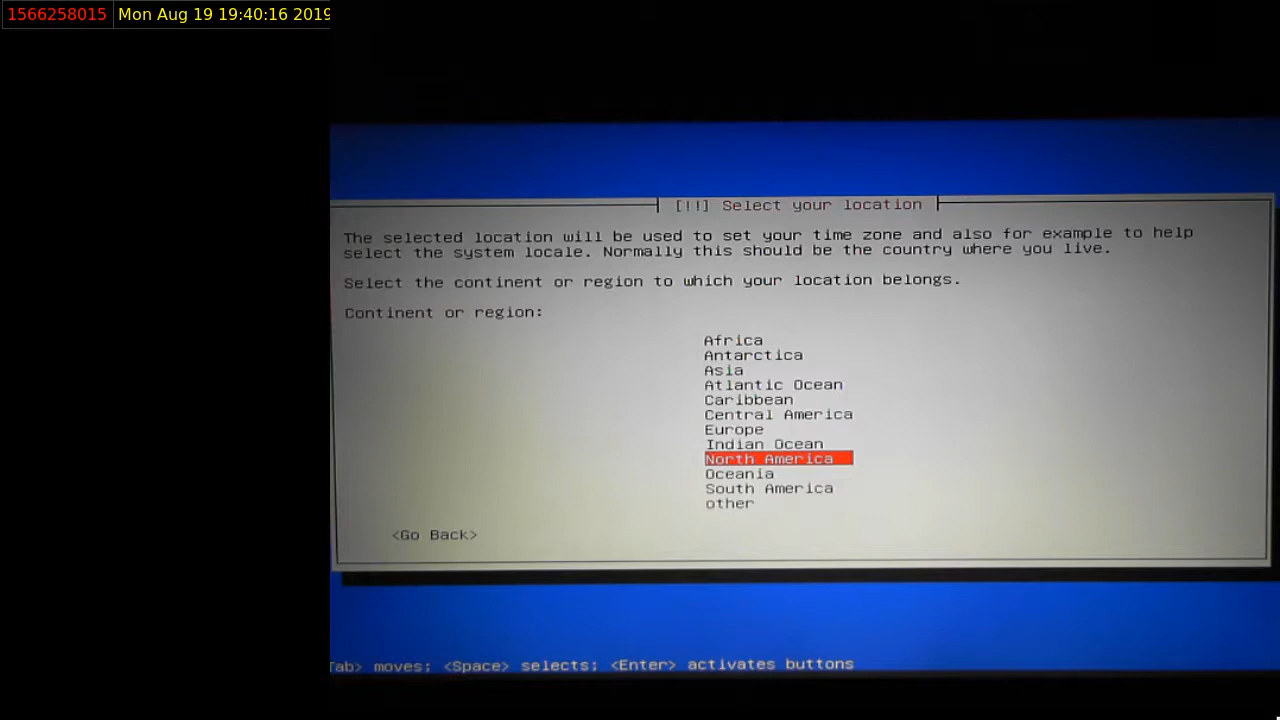 1566258015 Mon Aug 19 19:40:16 2019
[!!] Select your location
The selected location will be used to set your time zone and also for example to help
select the system locale. Normally this should be the country where you live.
Select the continent or region to which your location belongs.
Continent or region:
Africa
Antarctica
Asia
Atlantic Ocean
Caribbean
Central America
Europe
Indian Ocean
North America
Oceania
South America
other
<Go Back>
Tab> moves; <Space> selects; <Enter> activates buttons